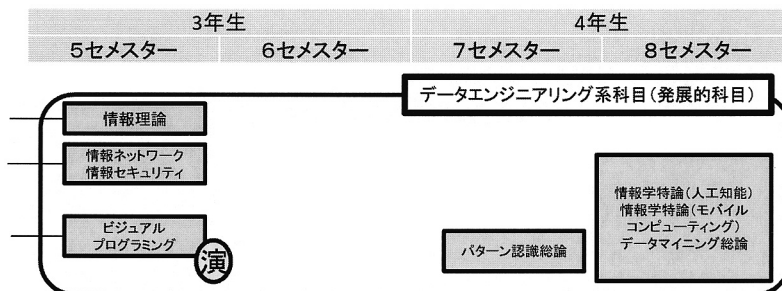 3年生
4年生
5セメスター
6セメスター
7セメスター
8セメスター
データエンジニアリング系科目(発展的科目)
情報理論
情報ネットワーク
情報セキュリティ
ビジュアル
プログラミング
演
パターン認識総論
情報学特論(人工知能)
情報学特論(モバイル
コンピューティング)
データマイニング総論